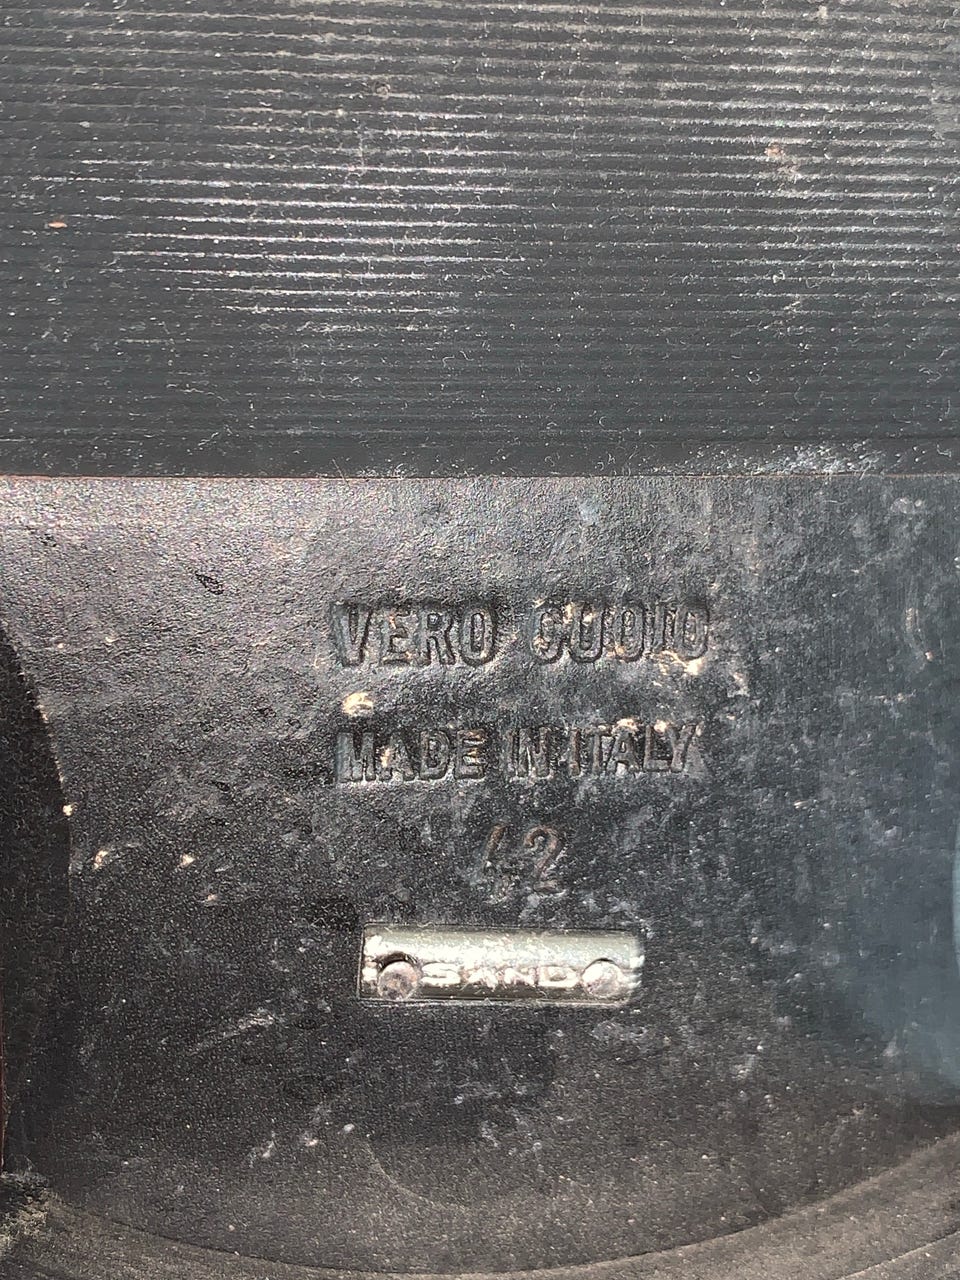 VERO CUOIO
MADE IN ITALY
42
SAND